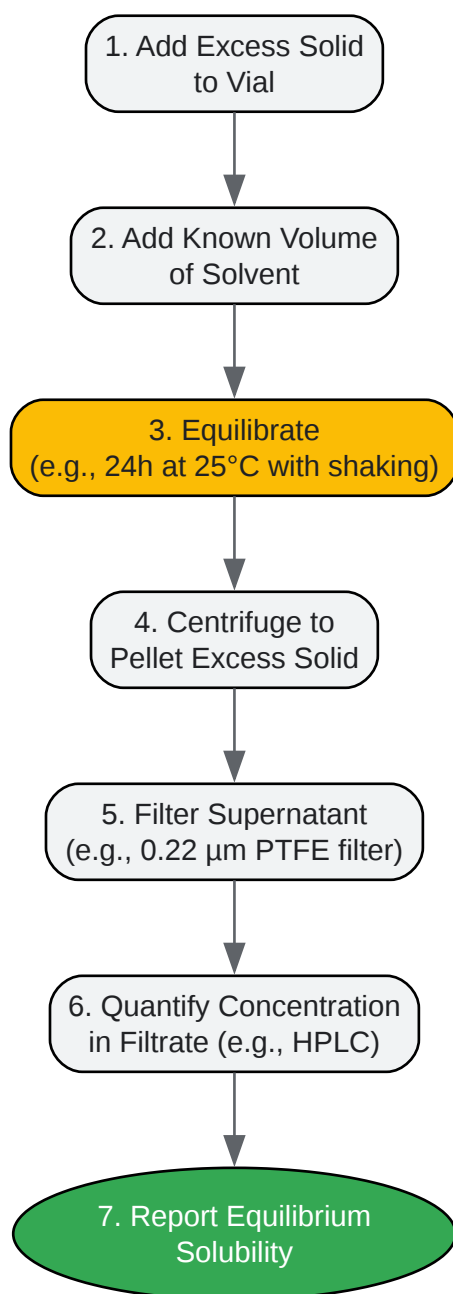 1. Add Excess Solid
to Vial
2. Add Known Volume
of Solvent
3. Equilibrate
(e.g., 24h at 25°C with shaking)
4. Centrifuge to
Pellet Excess Solid
5. Filter Supernatant
(e.g., 0.22 µm PTFE filter)
6. Quantify Concentration
in Filtrate (e.g., HPLC)
7. Report Equilibrium
Solubility